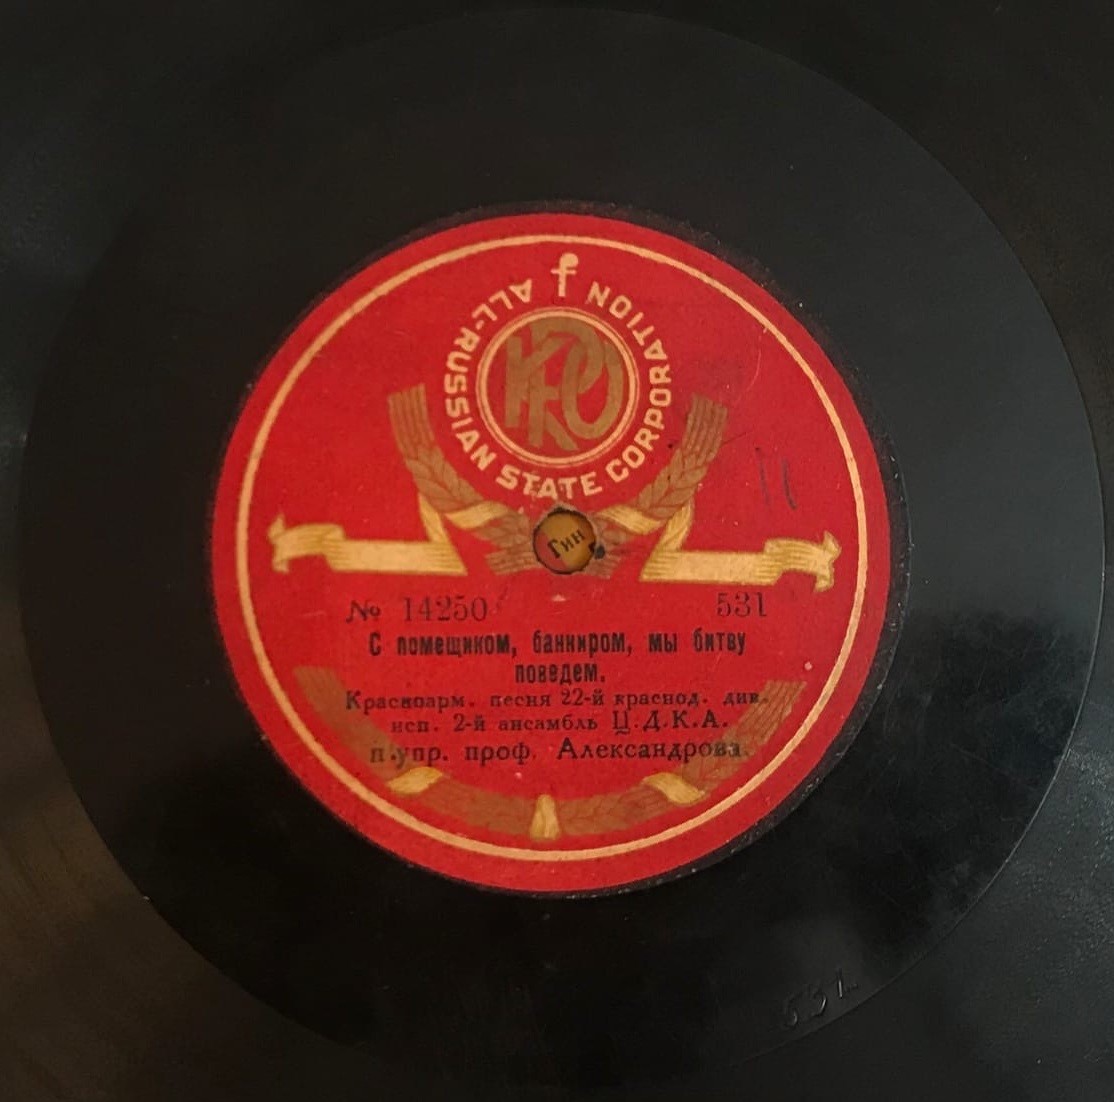 ALL-RUSSIAN STATE CORPORATION
Гин
№ 14250 531
С помещиком, банкиром, мы битву
поведем.
Красноарм. песня 22-й краснод. див.
исп. 2-й ансамбль Ц.Д.К.А.
п.упр. проф. Александрова.
531